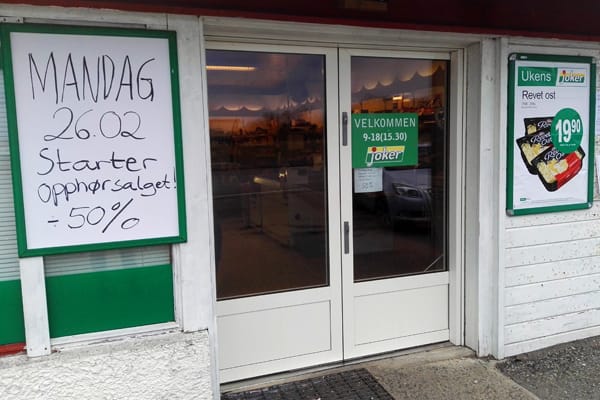 MANDAG
26.02
Starter
opphørsalget!
÷ 50%
VELKOMMEN
9-18(15.30)
joker
Ukens
joker
Revet ost
19.90